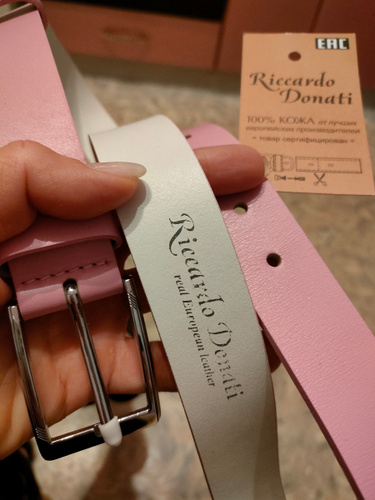 EAC
Riccardo
Donati
100% КОЖА от лучших
европейских производителей
• товар сертифицирован •
Riccardo Donati
real European leather